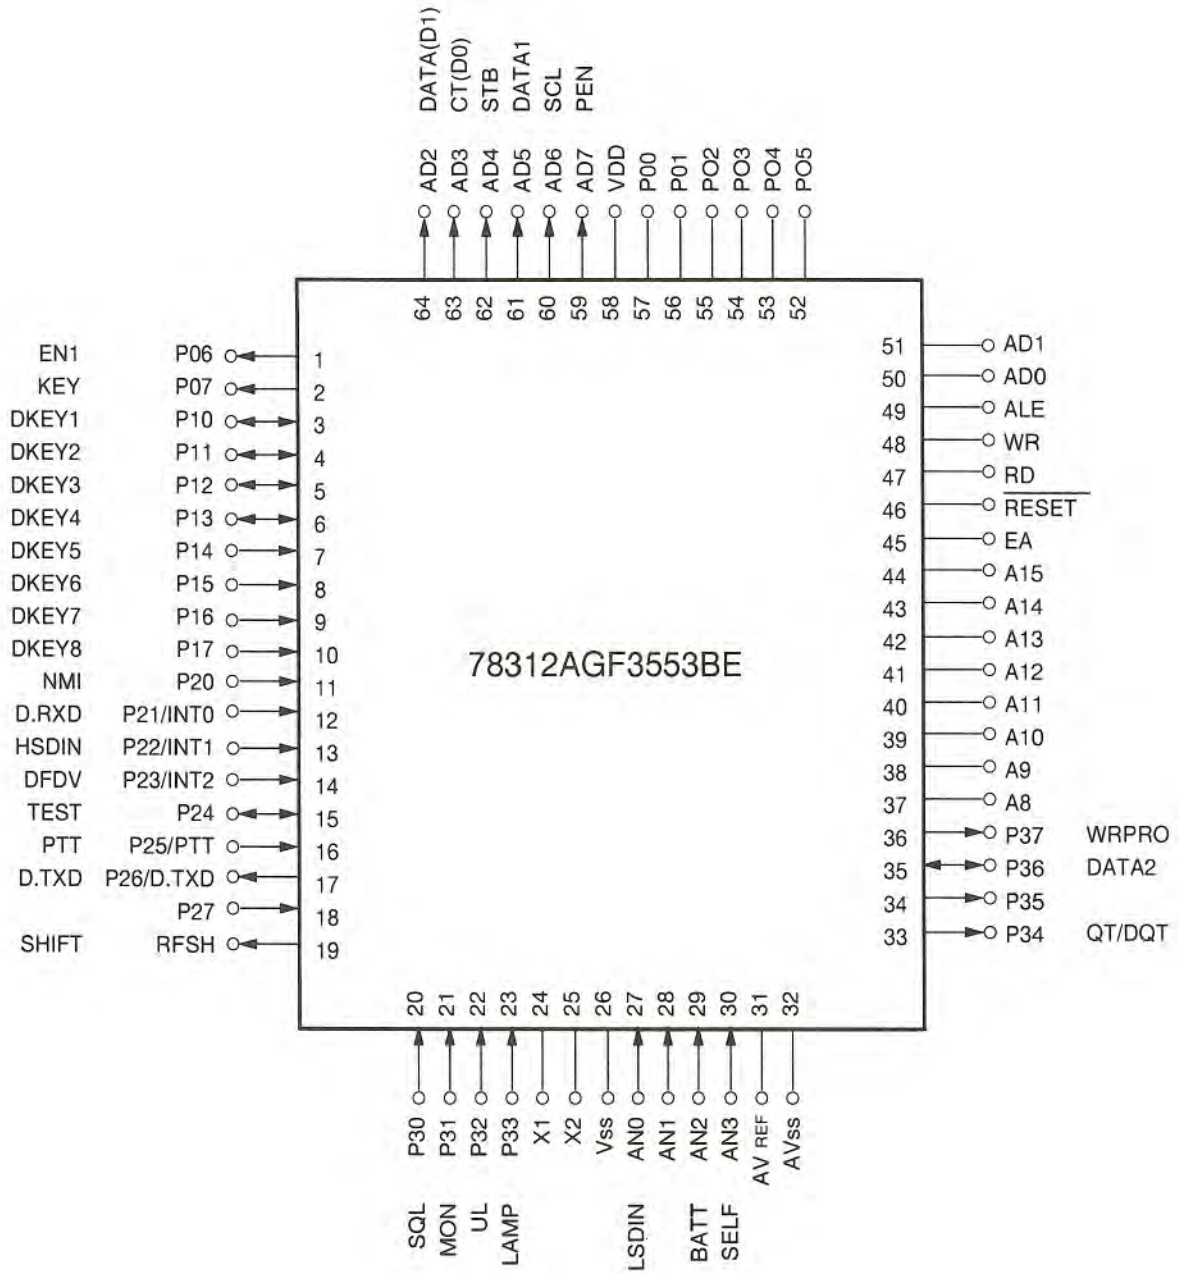 DATA(D1) CT(D0) STB DATA1 SCL PEN
AD2 AD3 AD4 AD5 AD6 AD7 VDD P00 P01 PO2 PO3 PO4 PO5
64 63 62 61 60 59 58 57 56 55 54 53 52
EN1 P06 1
KEY P07 2
DKEY1 P10 3
DKEY2 P11 4
DKEY3 P12 5
DKEY4 P13 6
DKEY5 P14 7
DKEY6 P15 8
DKEY7 P16 9
DKEY8 P17 10
NMI P20 11
D.RXD P21/INT0 12
HSDIN P22/INT1 13
DFDV P23/INT2 14
TEST P24 15
PTT P25/PTT 16
D.TXD P26/D.TXD 17
P27 18
SHIFT RFSH 19
78312AGF3553BE
51 AD1
50 AD0
49 ALE
48 WR
47 RD
46 RESET
45 EA
44 A15
43 A14
42 A13
41 A12
40 A11
39 A10
38 A9
37 A8
36 P37 WRPRO
35 P36 DATA2
34 P35
33 P34 QT/DQT
20 21 22 23 24 25 26 27 28 29 30 31 32
P30 P31 P32 P33 X1 X2 Vss AN0 AN1 AN2 AN3 AV REF AVss
SQL MON UL LAMP LSDIN BATT SELF